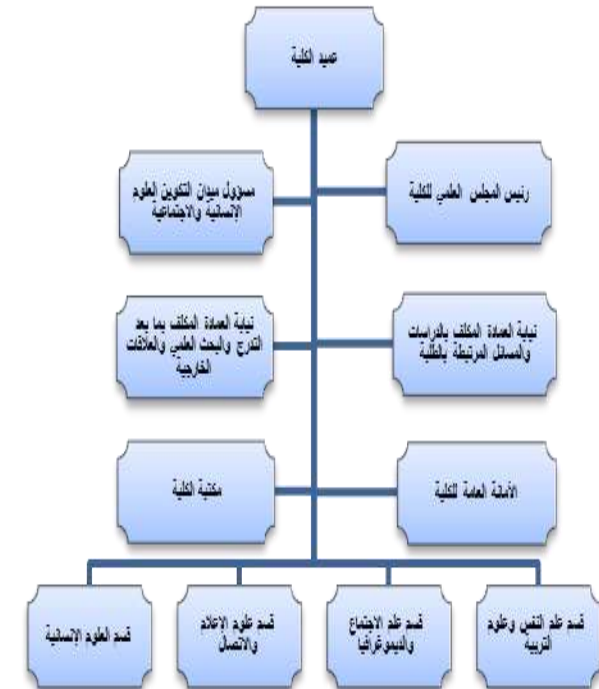 عميد الكلية
رئيس المجلس العلمي للكلية
مسؤول ميدان التكوين العلوم
الإنسانية والاجتماعية
نيابة العمادة المكلف بالدراسات
والمسائل المرتبطة بالطلبة
نيابة العمادة المكلف بما بعد
التدرج والبحث العلمي والعلاقات
الخارجية
الأمانة العامة للكلية
مكتبة الكلية
قسم علم النفس وعلوم
التربية
قسم علم الاجتماع
والديموغرافيا
قسم علوم الإعلام
والاتصال
قسم العلوم الإنسانية